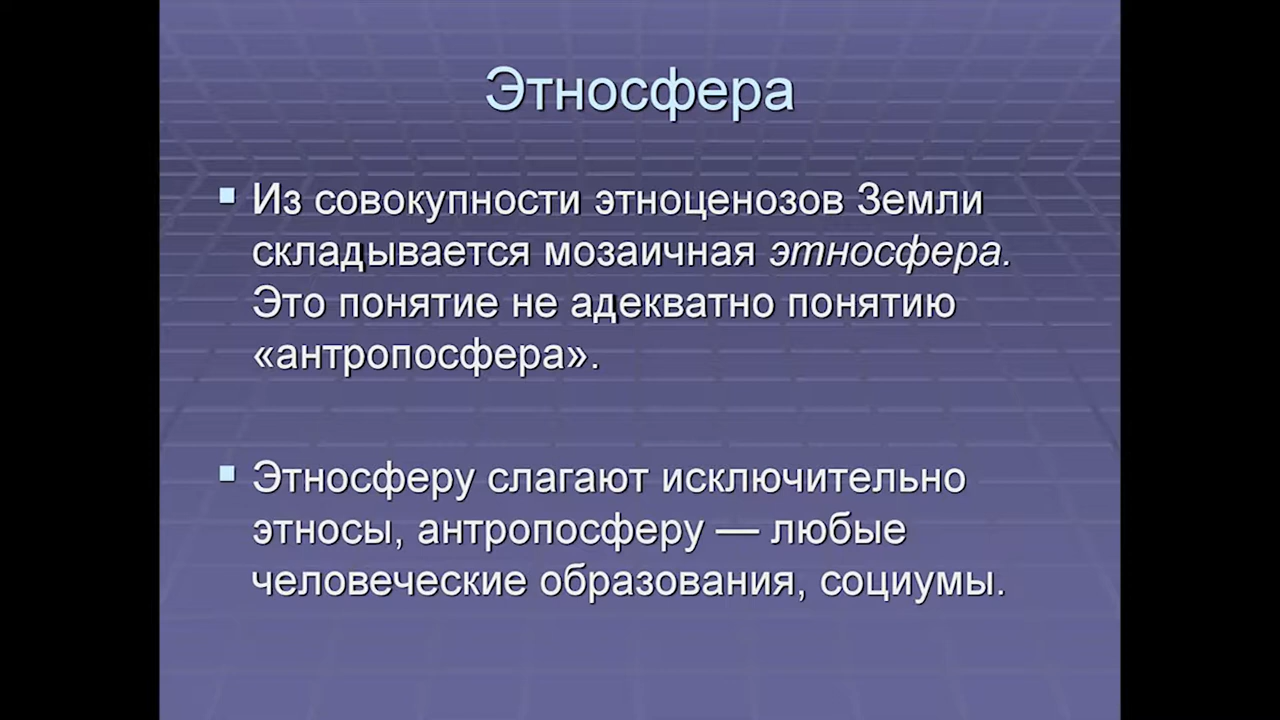 Этносфера
Из совокупности этноценозов Земли
складывается мозаичная этносфера.
Это понятие не адекватно понятию
«антропосфера».
Этносферу слагают исключительно
этносы, антропосферу — любые
человеческие образования, социумы.